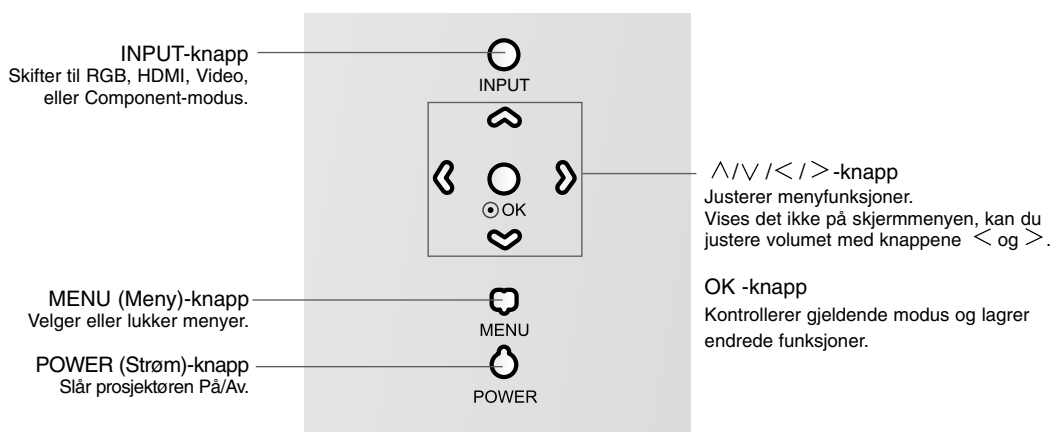 INPUT-knapp
Skifter til RGB, HDMI, Video,
eller Component-modus.
MENU (Meny)-knapp
Velger eller lukker menyer.
POWER (Strøm)-knapp
Slår prosjektøren På/Av.
INPUT
⊙OK
MENU
POWER
∧/∨ /< / > -knapp
Justerer menyfunksjoner.
Vises det ikke på skjermmenyen, kan du
justere volumet med knappene < og >.
OK -knapp
Kontrollerer gjeldende modus og lagrer
endrede funksjoner.